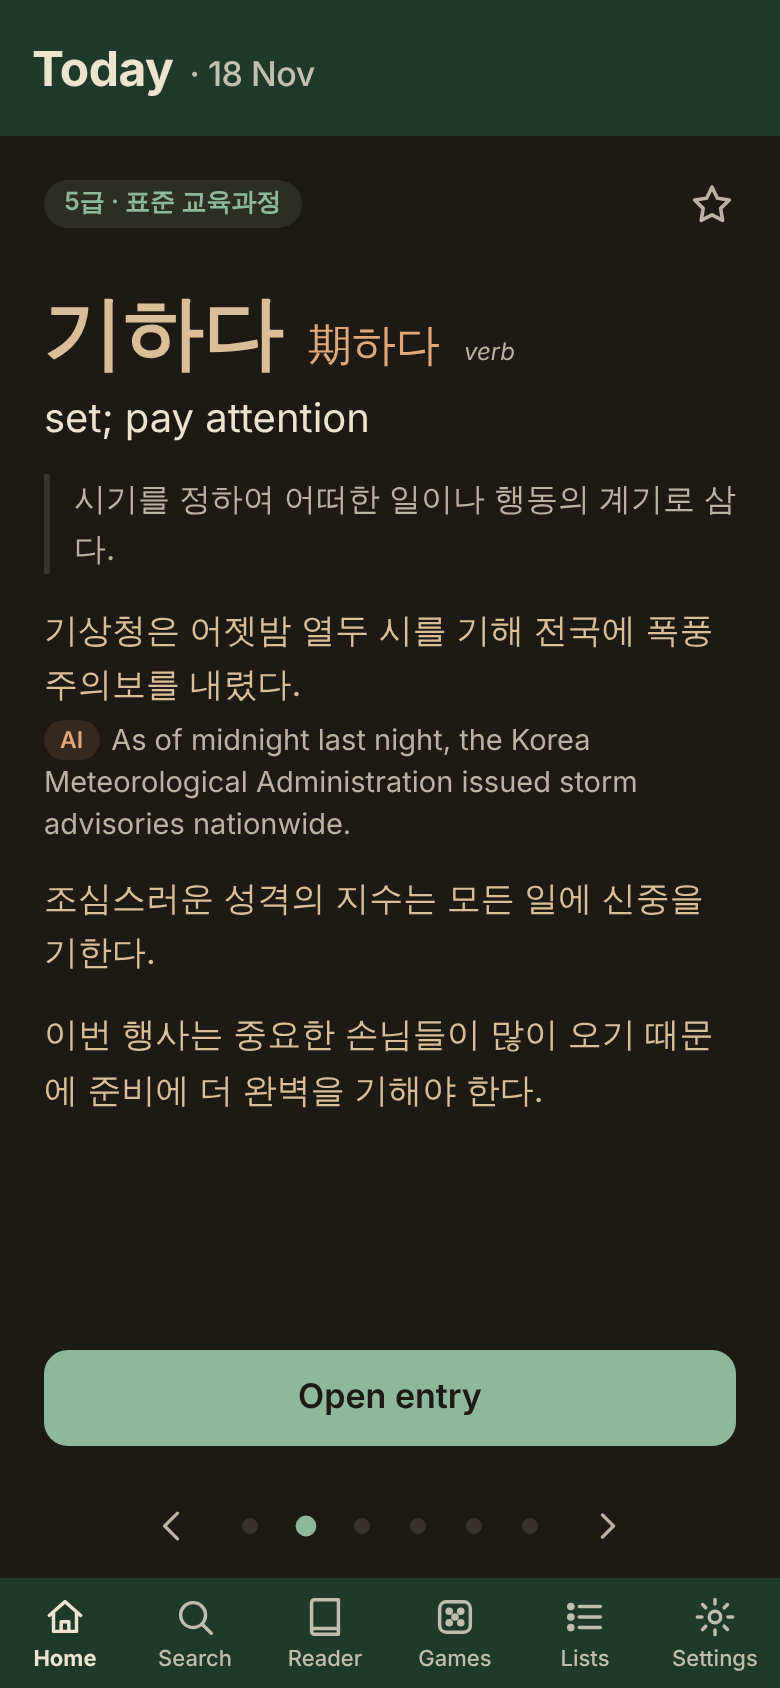 Today · 18 Nov
5급 · 표준 교육과정
기하다 期하다 verb
set; pay attention
시기를 정하여 어떠한 일이나 행동의 계기로 삼
다.
기상청은 어젯밤 열두 시를 기해 전국에 폭풍
주의보를 내렸다.
AI As of midnight last night, the Korea
Meteorological Administration issued storm
advisories nationwide.
조심스러운 성격의 지수는 모든 일에 신중을
기한다.
이번 행사는 중요한 손님들이 많이 오기 때문
에 준비에 더 완벽을 기해야 한다.
Open entry
Home Search Reader Games Lists Settings